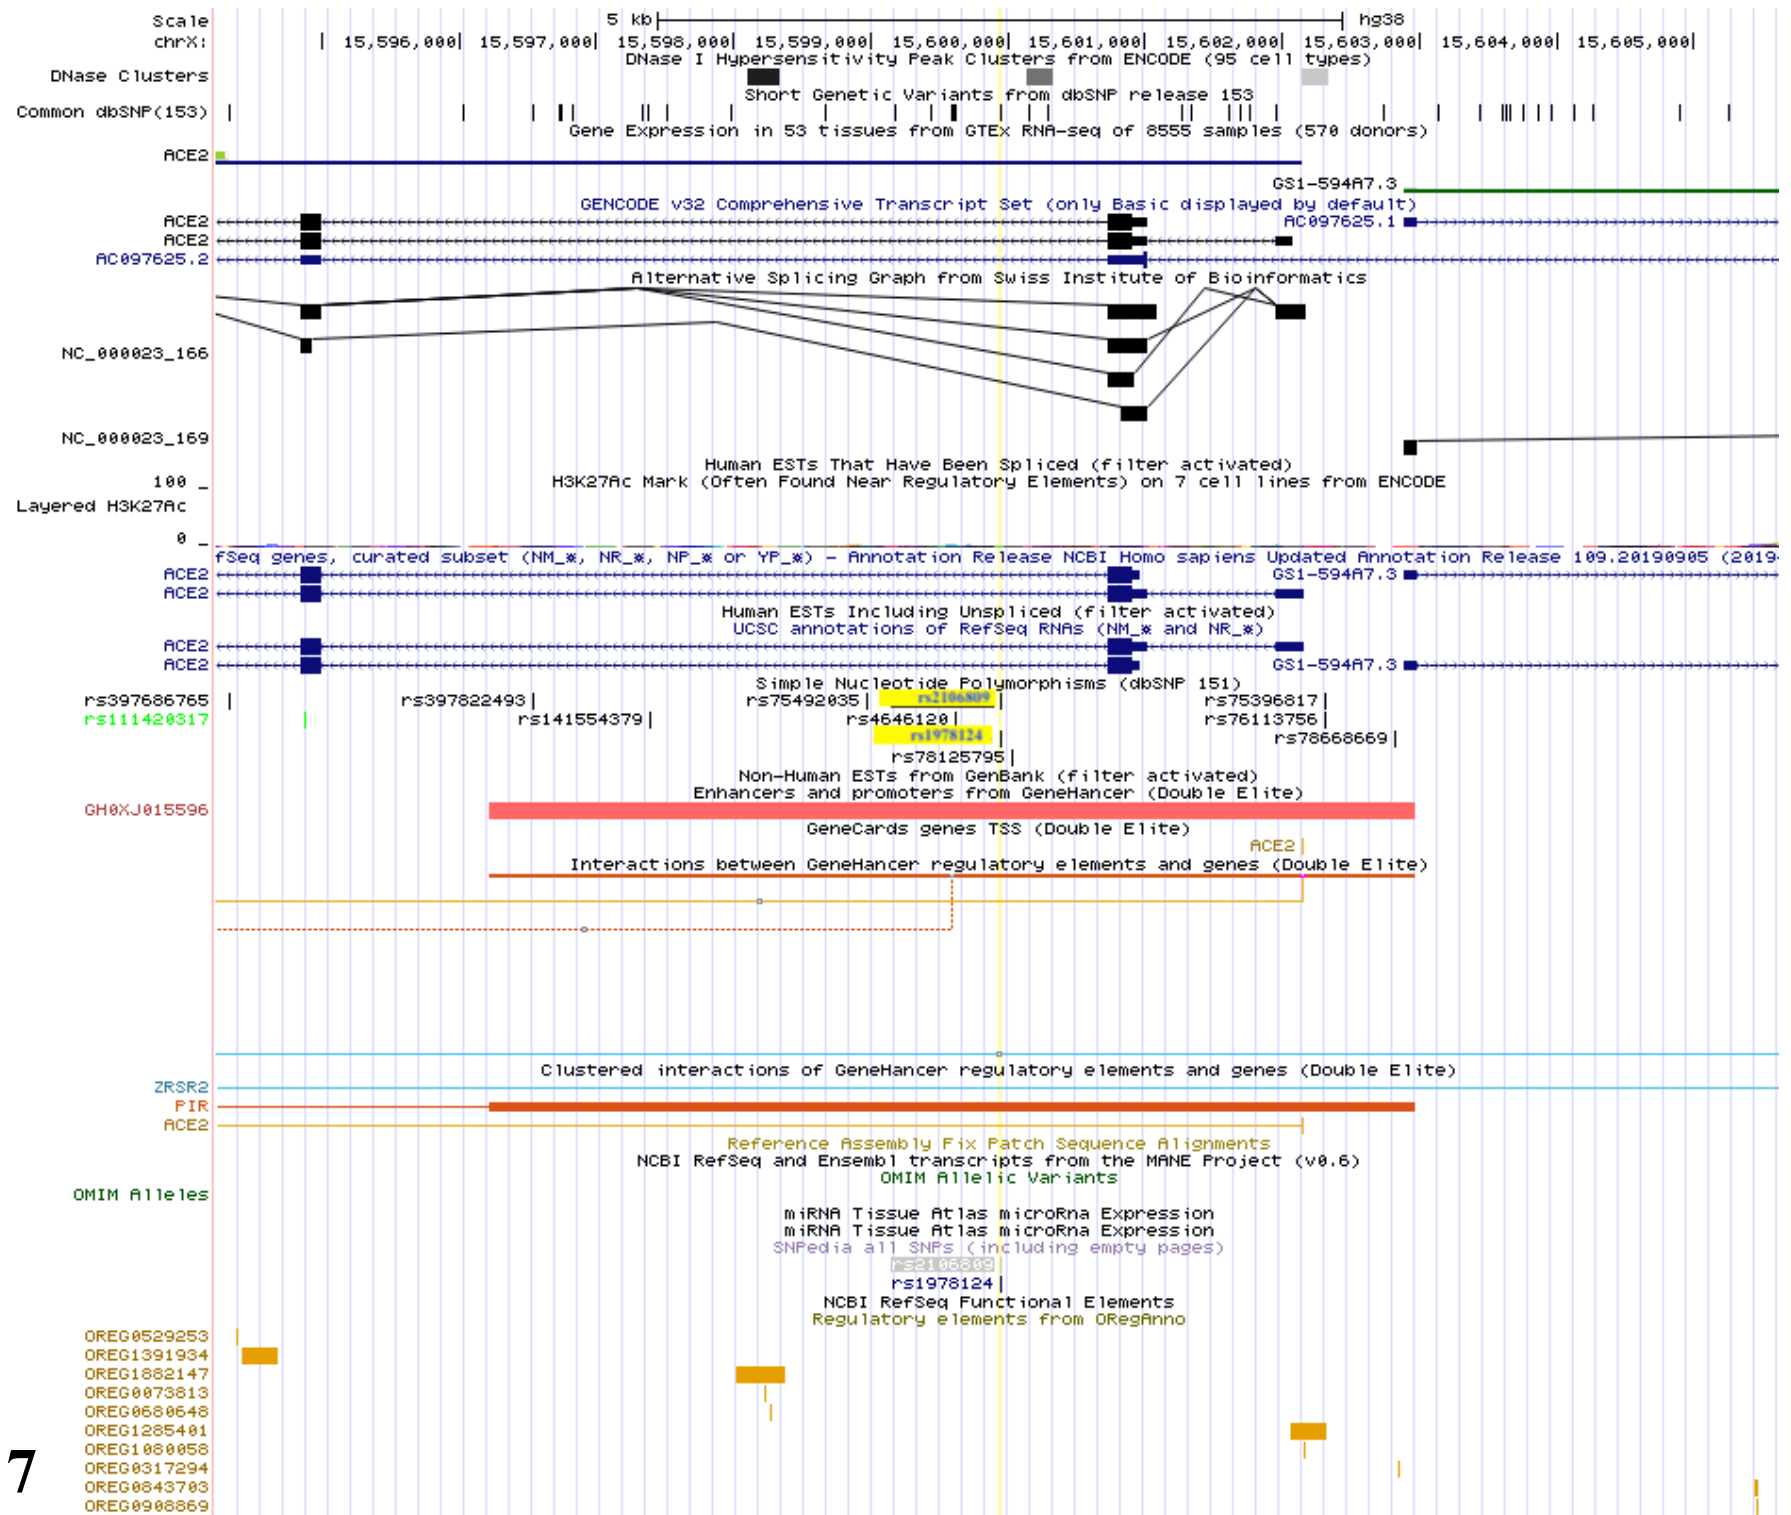 Scale 5 kb hg38
chrX: 15,596,000 15,597,000 15,598,000 15,599,000 15,600,000 15,601,000 15,602,000 15,603,000 15,604,000 15,605,000
DNase I Hypersensitivity Peak Clusters from ENCODE (95 cell types)
DNase Clusters
Short Genetic Variants from dbSNP release 153
Common dbSNP(153)
Gene Expression in 53 tissues from GTEx RNA-seq of 8555 samples (570 donors)
ACE2
GS1-594A7.3
GENCODE v32 Comprehensive Transcript Set (only Basic displayed by default)
ACE2 AC097625.1
ACE2
AC097625.2
Alternative Splicing Graph from Swiss Institute of Bioinformatics
NC_000023_166
NC_000023_169
Human ESTs That Have Been Spliced (filter activated)
100 _ H3K27Ac Mark (Often Found Near Regulatory Elements) on 7 cell lines from ENCODE
Layered H3K27Ac
0 _
fSeq genes, curated subset (NM_*, NR_*, NP_* or YP_*) - Annotation Release NCBI Homo sapiens Updated Annotation Release 109.20190905 (2019-
ACE2 GS1-594A7.3
ACE2
Human ESTs Including Unspliced (filter activated)
UCSC annotations of RefSeq RNAs (NM_* and NR_*)
ACE2
ACE2 GS1-594A7.3
Simple Nucleotide Polymorphisms (dbSNP 151)
rs397686765 rs397822493 rs75492035 rs2106809 rs75396817
rs111420317 rs141554379 rs4646120 rs76113756
rs1978124 rs78668669
rs78125795
Non-Human ESTs from GenBank (filter activated)
Enhancers and promoters from GeneHancer (Double Elite)
GH0XJ015596
GeneCards genes TSS (Double Elite)
ACE2
Interactions between GeneHancer regulatory elements and genes (Double Elite)
Clustered interactions of GeneHancer regulatory elements and genes (Double Elite)
ZRSR2
PIR
ACE2
Reference Assembly Fix Patch Sequence Alignments
NCBI RefSeq and Ensembl transcripts from the MANE Project (v0.6)
OMIM Allelic Variants
OMIM Alleles
miRNA Tissue Atlas microRna Expression
miRNA Tissue Atlas microRna Expression
SNPedia all SNPs (including empty pages)
rs2106809
rs1978124
NCBI RefSeq Functional Elements
Regulatory elements from ORegAnno
OREG0529253
OREG1391934
OREG1882147
OREG0073813
OREG0680648
OREG1285401
OREG1080058
OREG0317294
OREG0843703
OREG0908869
7